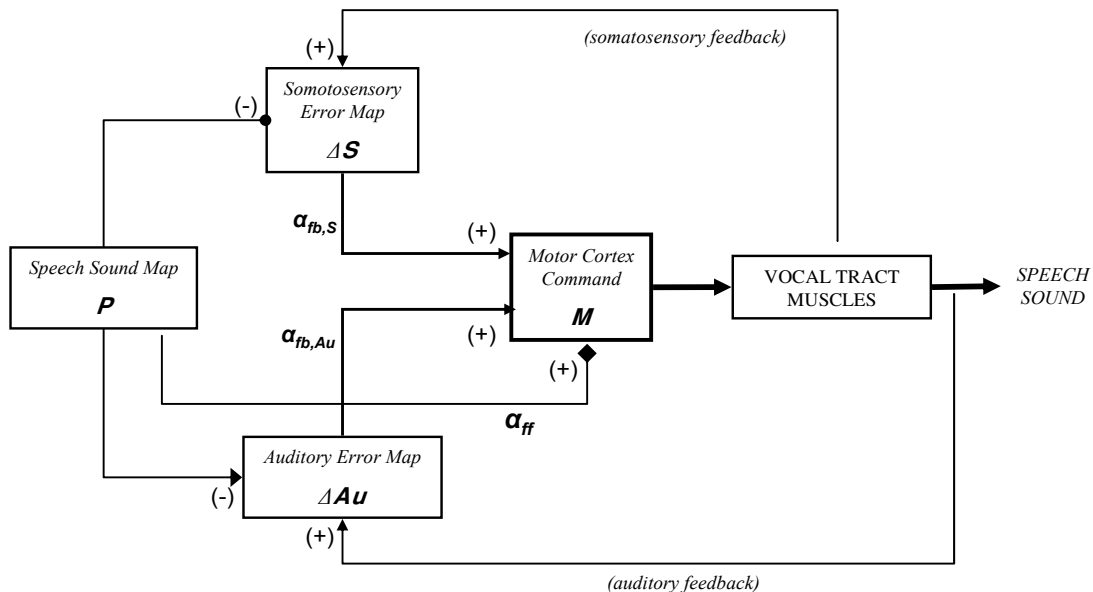 (somatosensory feedback)
(+)
Somotosensory
Error Map
ΔS
(-)
α_fb,S
(+)
Speech Sound Map
P
Motor Cortex
Command
M
VOCAL TRACT
MUSCLES
SPEECH
SOUND
α_fb,Au
(+)
(+)
α_ff
Auditory Error Map
ΔAu
(-)
(+)
(auditory feedback)